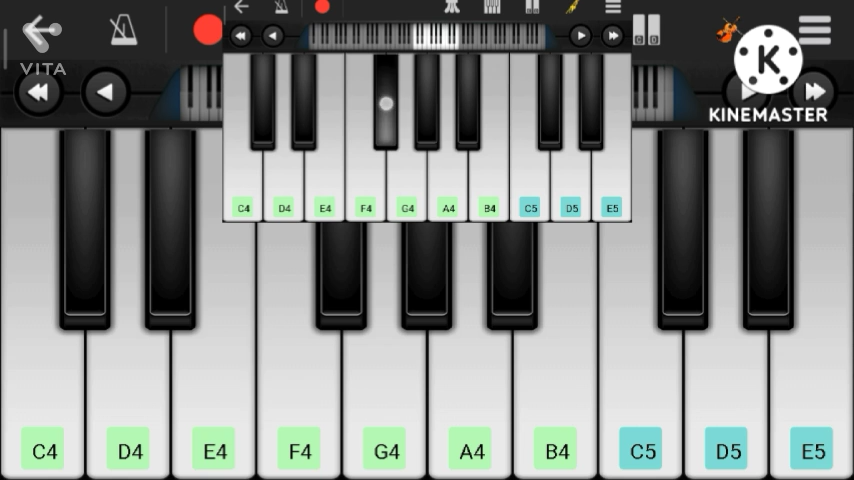 VITA
KINEMASTER
C4 D4 E4 F4 G4 A4 B4 C5 D5 E5
C4 D4 E4 F4 G4 A4 B4 C5 D5 E5